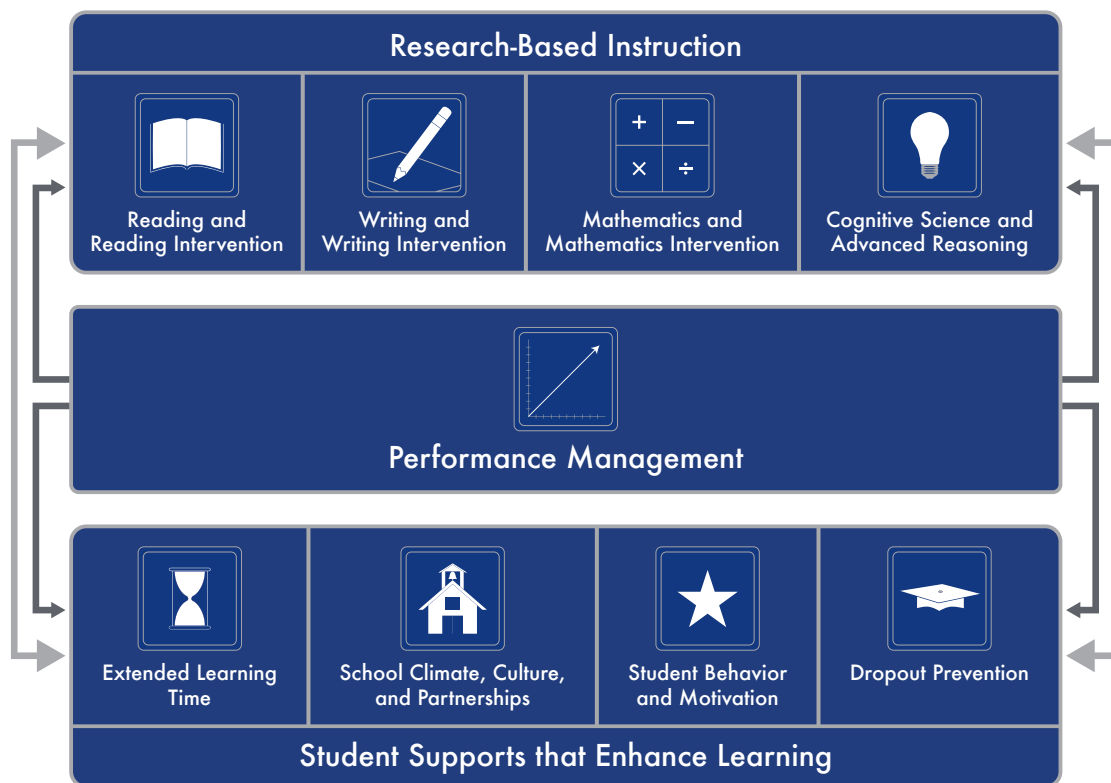 Research-Based Instruction
+ −
× ÷
Reading and
Reading Intervention
Writing and
Writing Intervention
Mathematics and
Mathematics Intervention
Cognitive Science and
Advanced Reasoning
Performance Management
Extended Learning
Time
School Climate, Culture,
and Partnerships
Student Behavior
and Motivation
Dropout Prevention
Student Supports that Enhance Learning